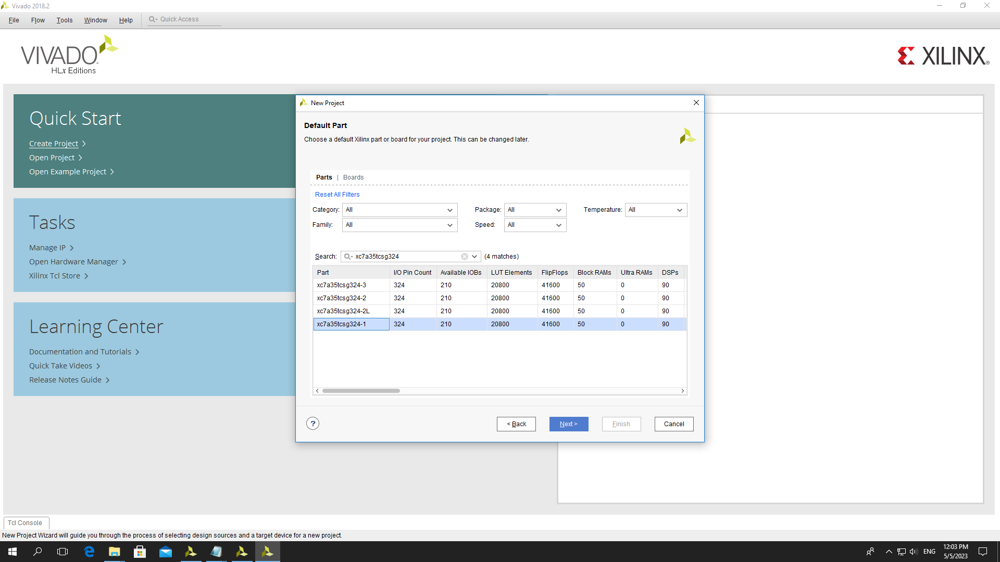 Vivado 2018.2
File Flow Tools Window Help Quick Access
VIVADO
HLx Editions
XILINX®
Quick Start
Create Project
Open Project
Open Example Project
Tasks
Manage IP
Open Hardware Manager
Xilinx Tcl Store
Learning Center
Documentation and Tutorials
Quick Take Videos
Release Notes Guide
New Project
Default Part
Choose a default Xilinx part or board for your project. This can be changed later.
Parts | Boards
Reset All Filters
Category: All Package: All Temperature: All
Family: All Speed: All
Search: xc7a35tcsg324 (4 matches)
Part I/O Pin Count Available IOBs LUT Elements FlipFlops Block RAMs Ultra RAMs DSPs
xc7a35tcsg324-3 324 210 20800 41600 50 0 90
xc7a35tcsg324-2 324 210 20800 41600 50 0 90
xc7a35tcsg324-2L 324 210 20800 41600 50 0 90
xc7a35tcsg324-1 324 210 20800 41600 50 0 90
? < Back Next > Finish Cancel
Tcl Console
New Project Wizard will guide you through the process of selecting design sources and a target device for a new project.
ENG
12:03 PM
5/5/2023